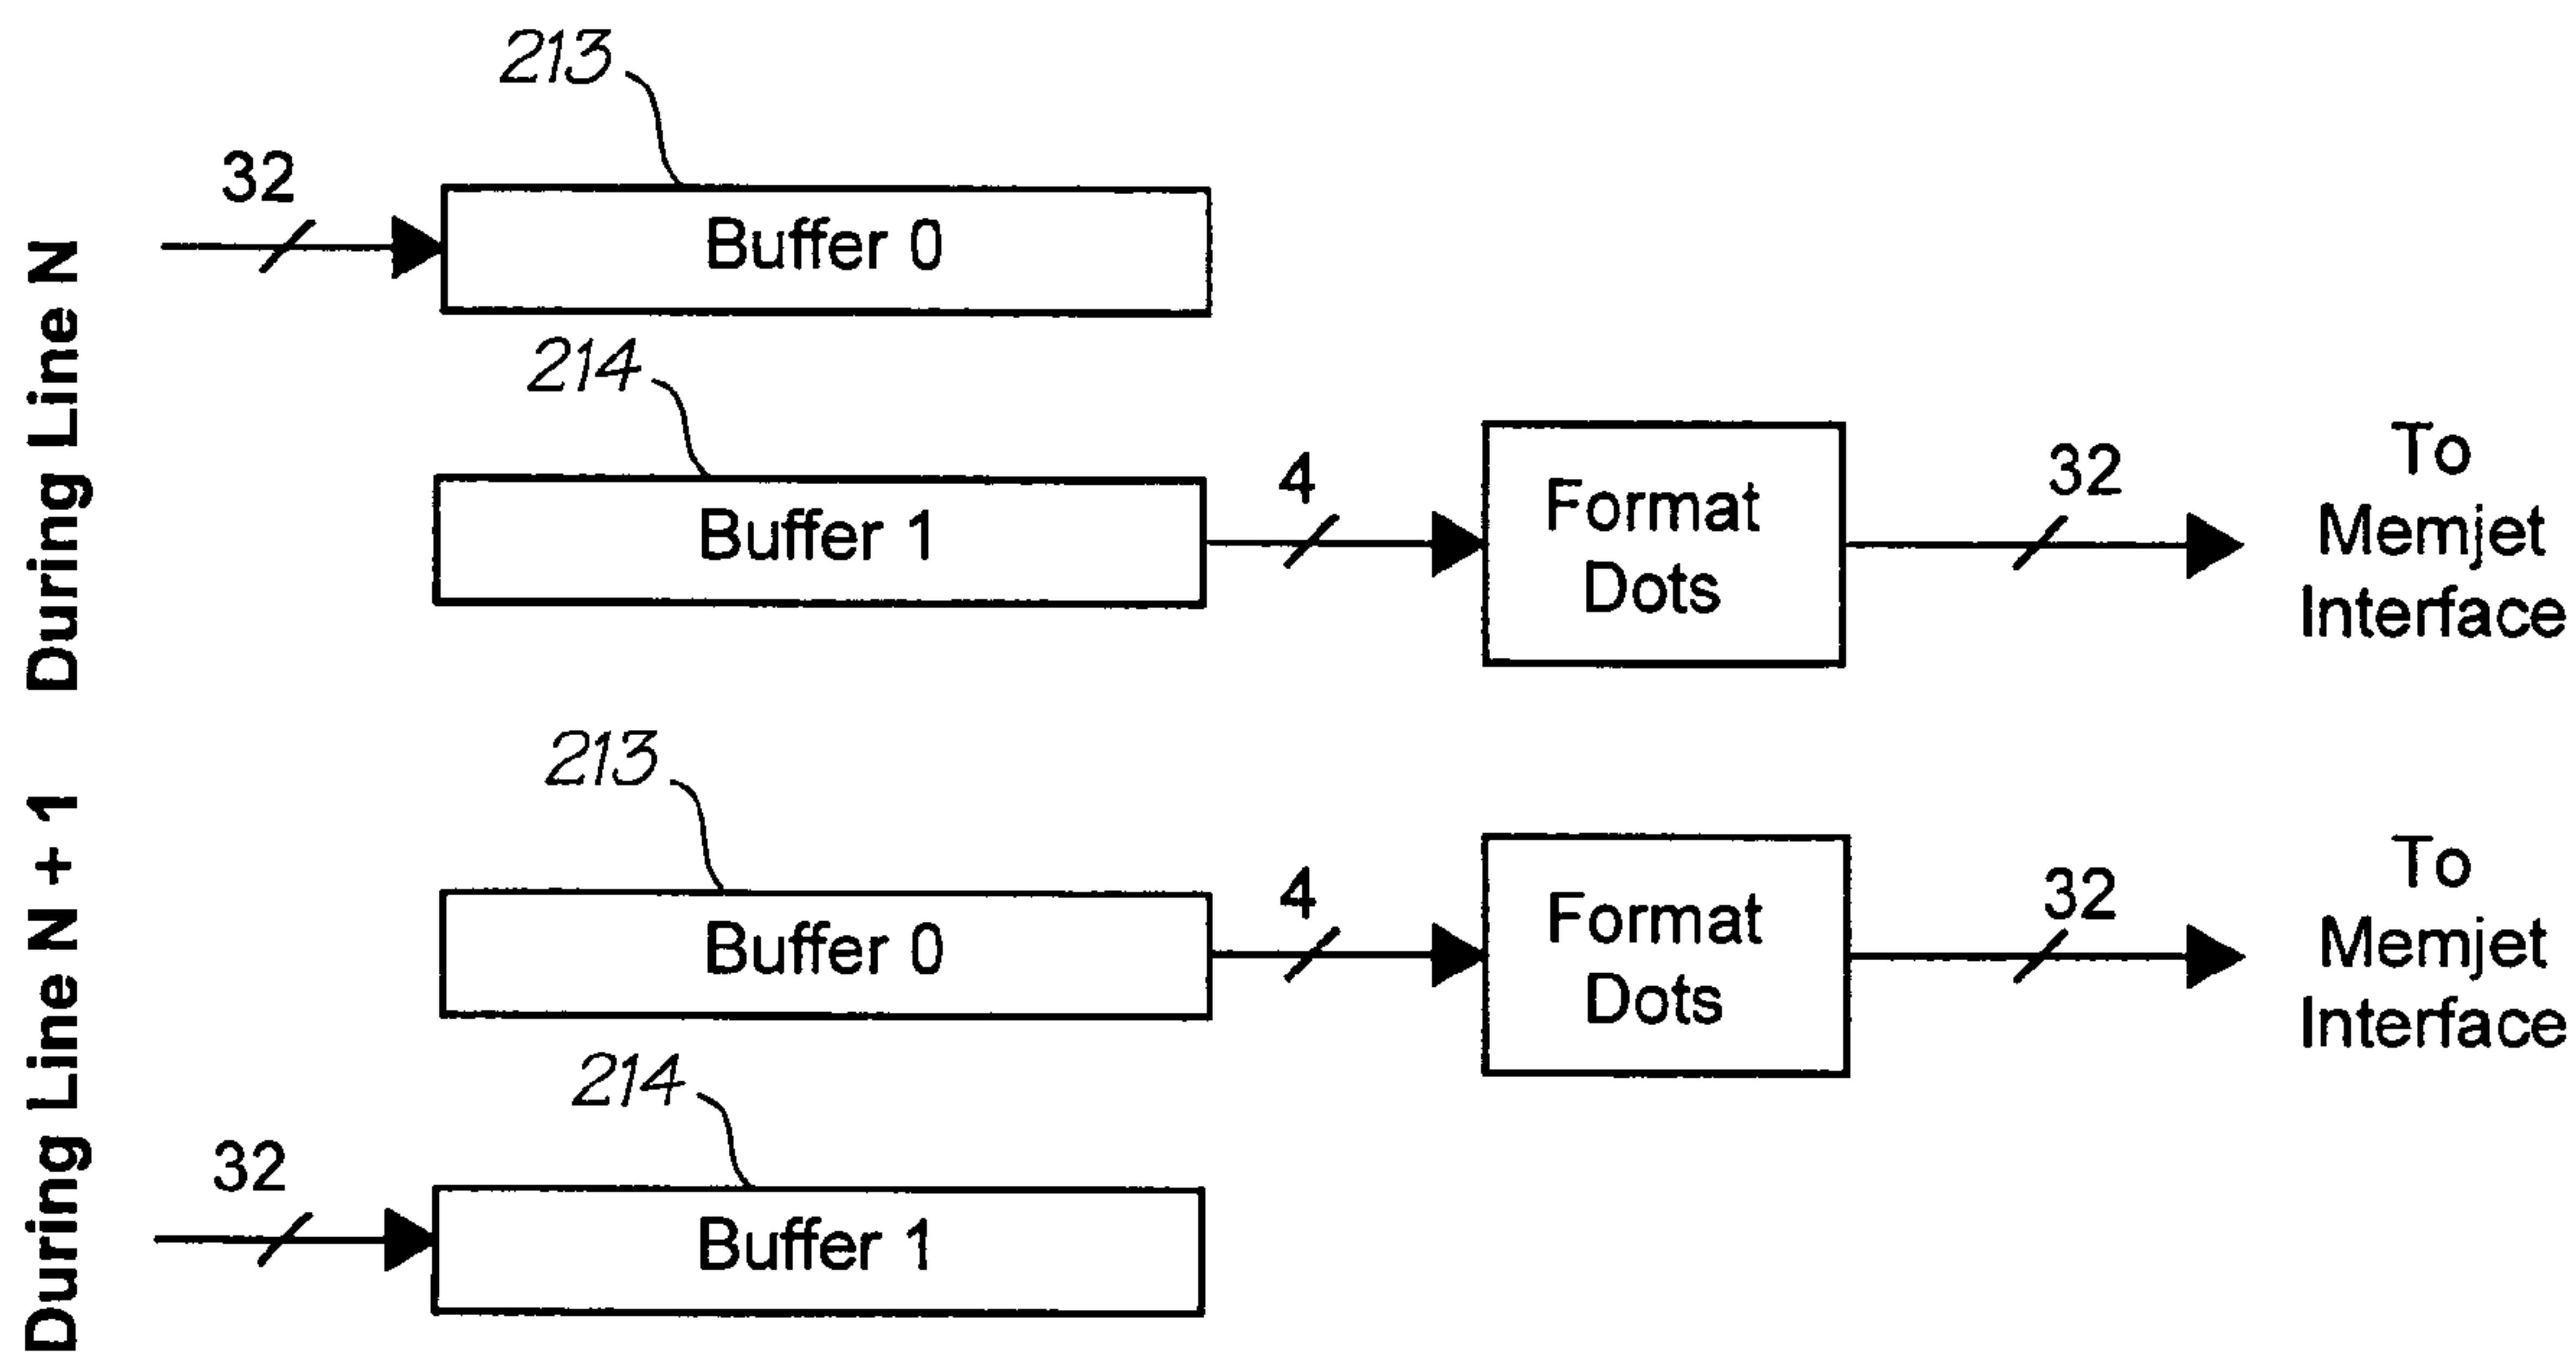 During Line N
213
32
Buffer 0
214
Buffer 1
4
Format
Dots
32
To
Memjet
Interface
During Line N + 1
213
Buffer 0
4
Format
Dots
32
To
Memjet
Interface
214
32
Buffer 1